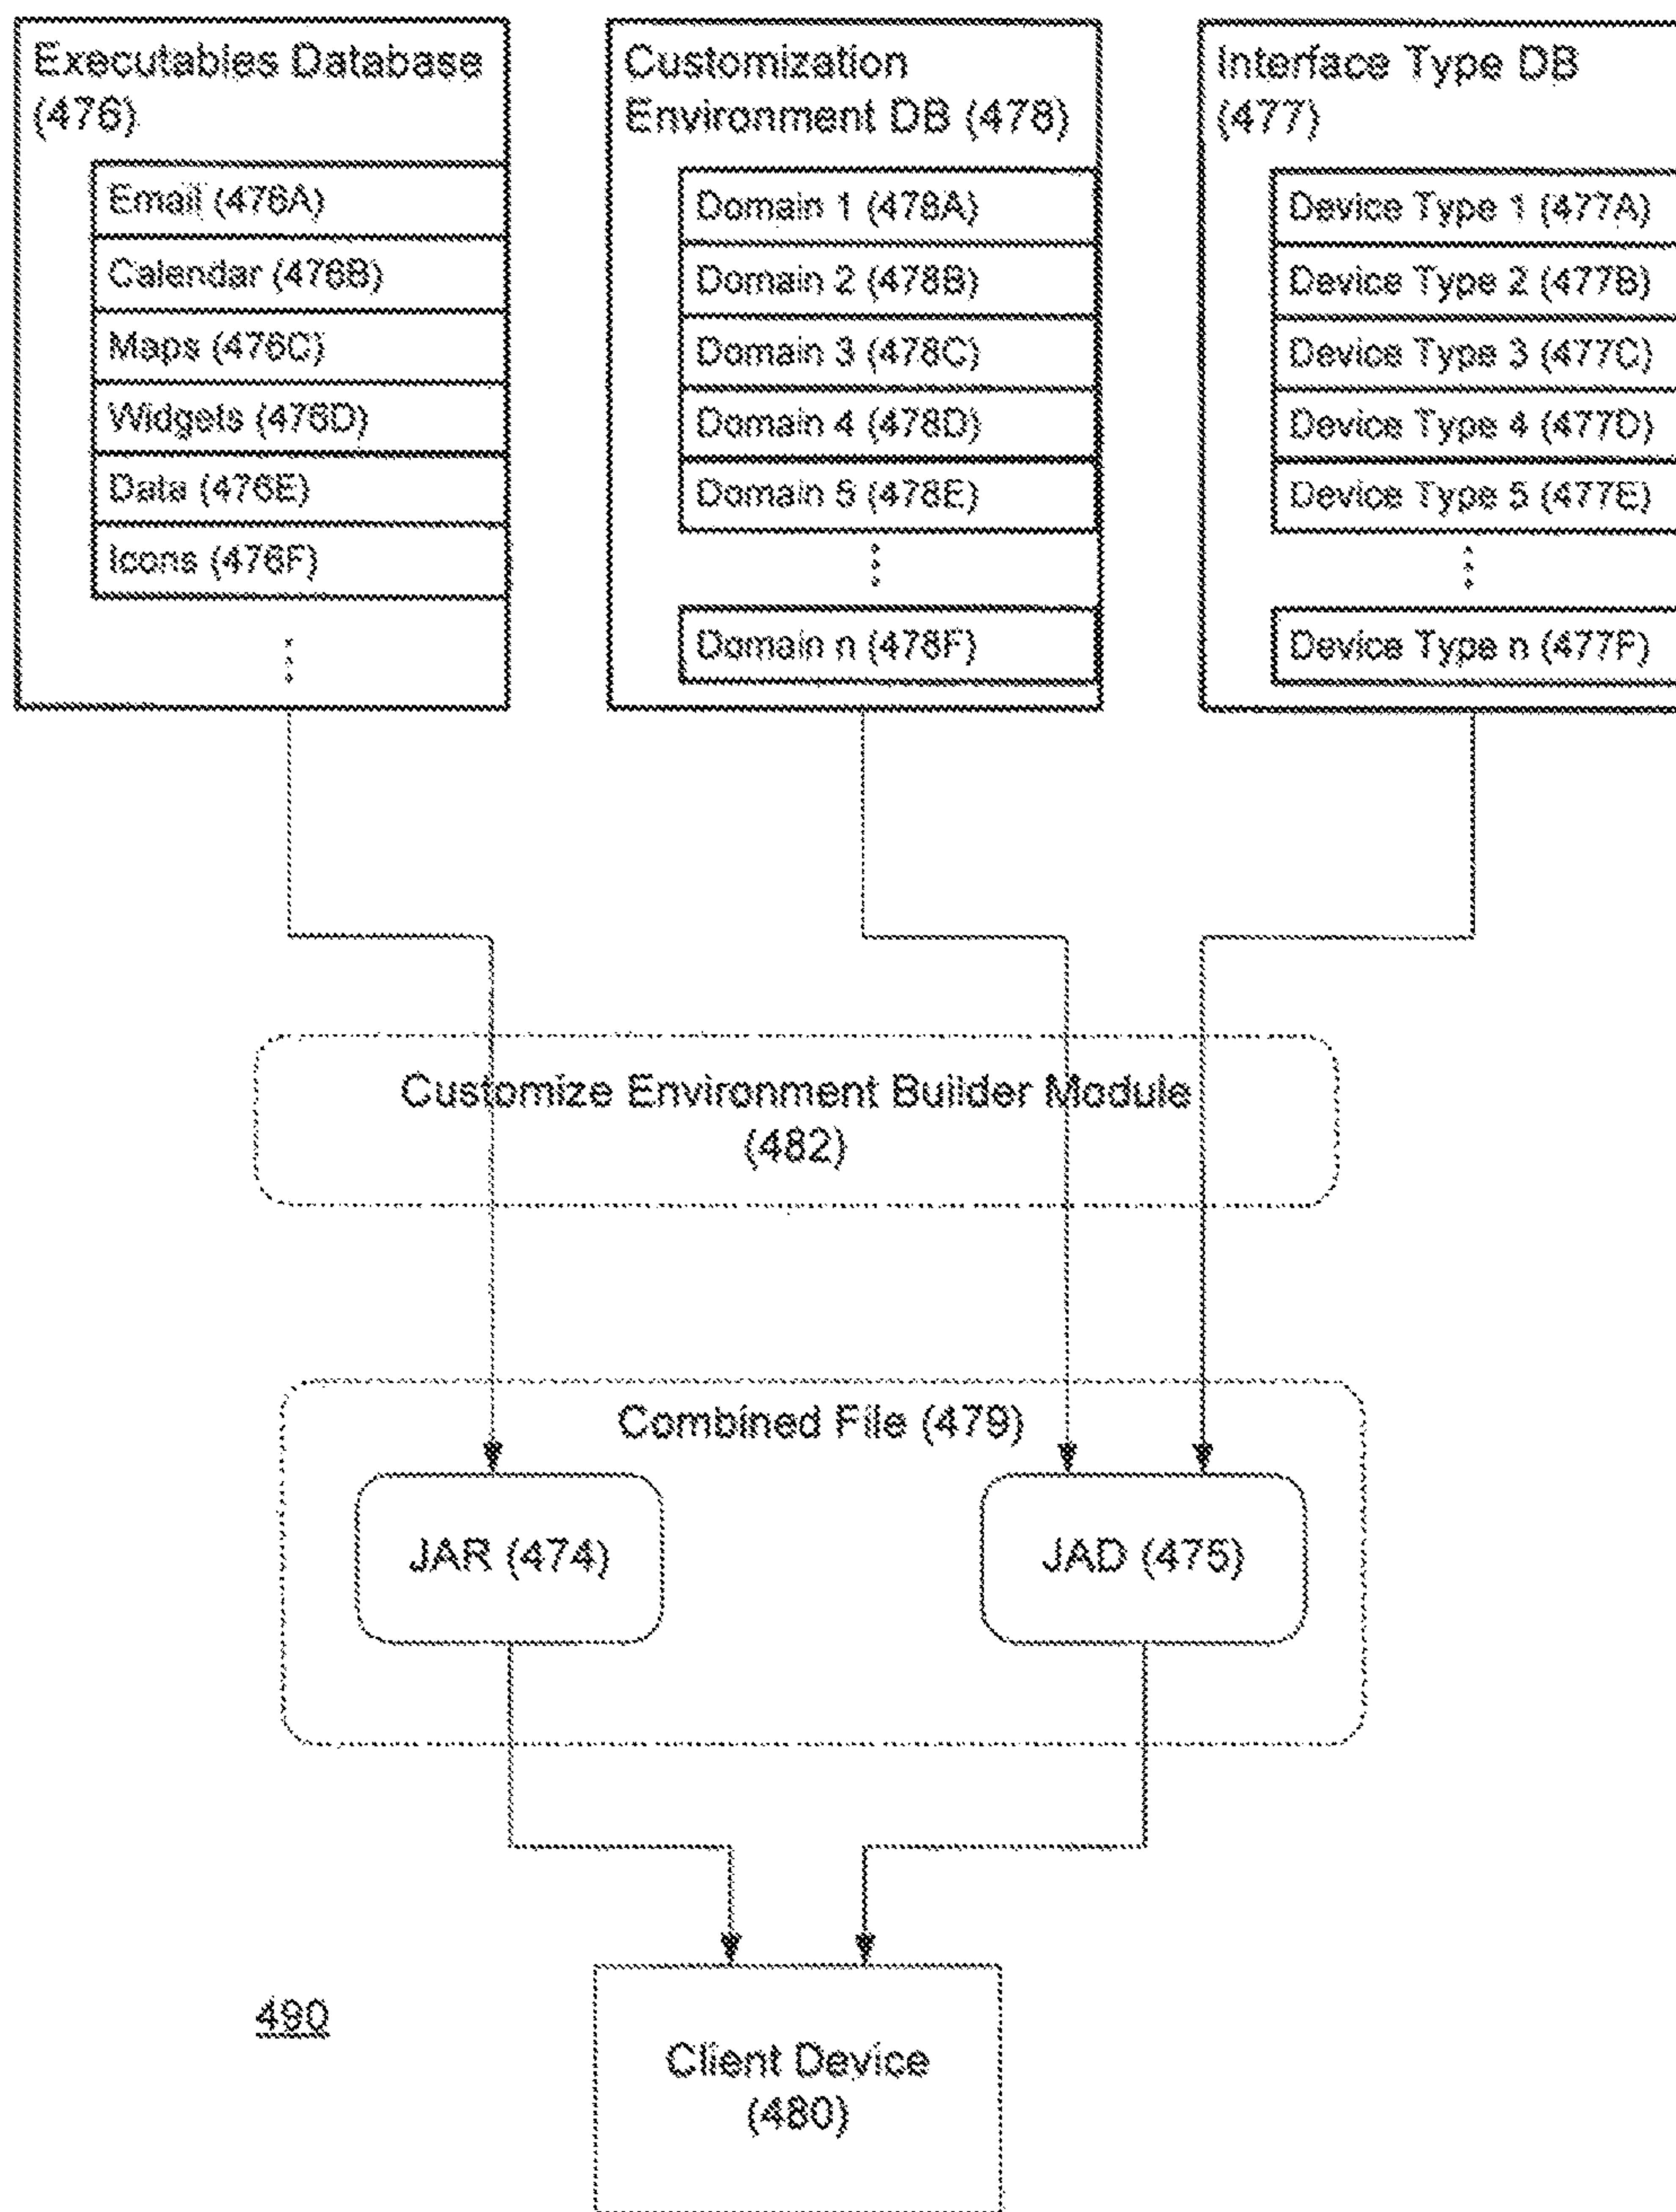 Executables Database
(476)
Email (476A)
Calendar (476B)
Maps (476C)
Widgets (476D)
Data (476E)
Icons (476F)
Customization
Environment DB (478)
Domain 1 (478A)
Domain 2 (478B)
Domain 3 (478C)
Domain 4 (478D)
Domain 5 (478E)
Domain n (478F)
Interface Type DB
(477)
Device Type 1 (477A)
Device Type 2 (477B)
Device Type 3 (477C)
Device Type 4 (477D)
Device Type 5 (477E)
Device Type n (477F)
Customize Environment Builder Module
(482)
Combined File (479)
JAR (474)
JAD (475)
490
Client Device
(480)